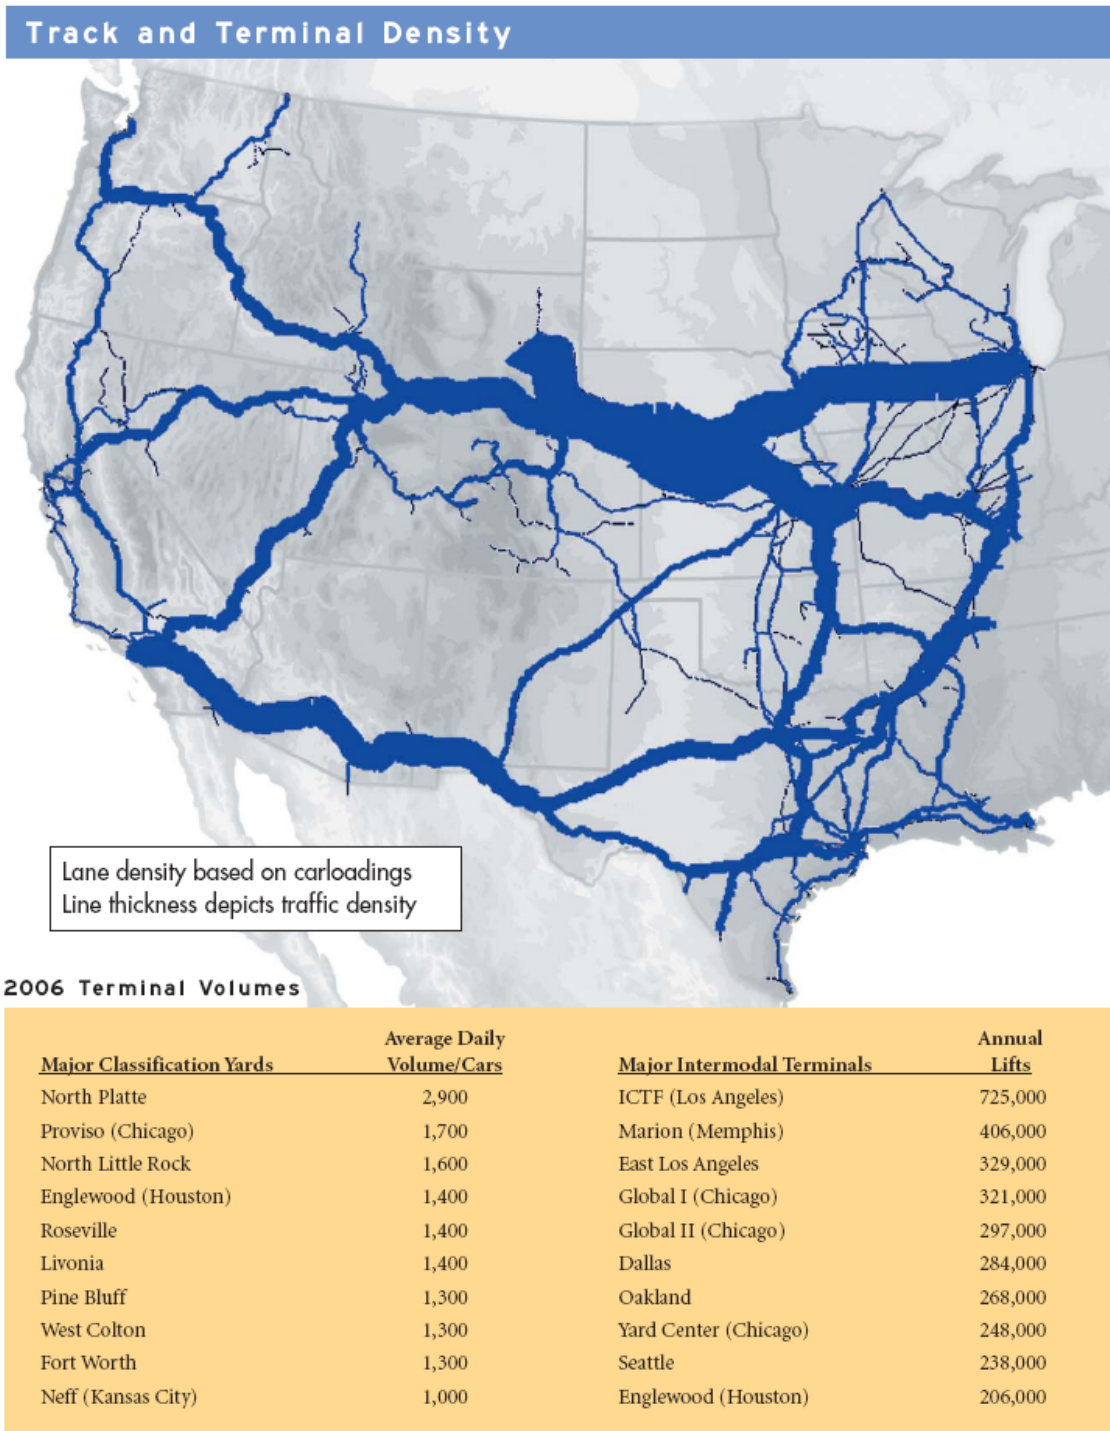 Track and Terminal Density
Lane density based on carloadings
Line thickness depicts traffic density
2006 Terminal Volumes
Average Daily
Major Classification Yards Volume/Cars
North Platte 2,900
Proviso (Chicago) 1,700
North Little Rock 1,600
Englewood (Houston) 1,400
Roseville 1,400
Livonia 1,400
Pine Bluff 1,300
West Colton 1,300
Fort Worth 1,300
Neff (Kansas City) 1,000
Annual
Major Intermodal Terminals Lifts
ICTF (Los Angeles) 725,000
Marion (Memphis) 406,000
East Los Angeles 329,000
Global I (Chicago) 321,000
Global II (Chicago) 297,000
Dallas 284,000
Oakland 268,000
Yard Center (Chicago) 248,000
Seattle 238,000
Englewood (Houston) 206,000